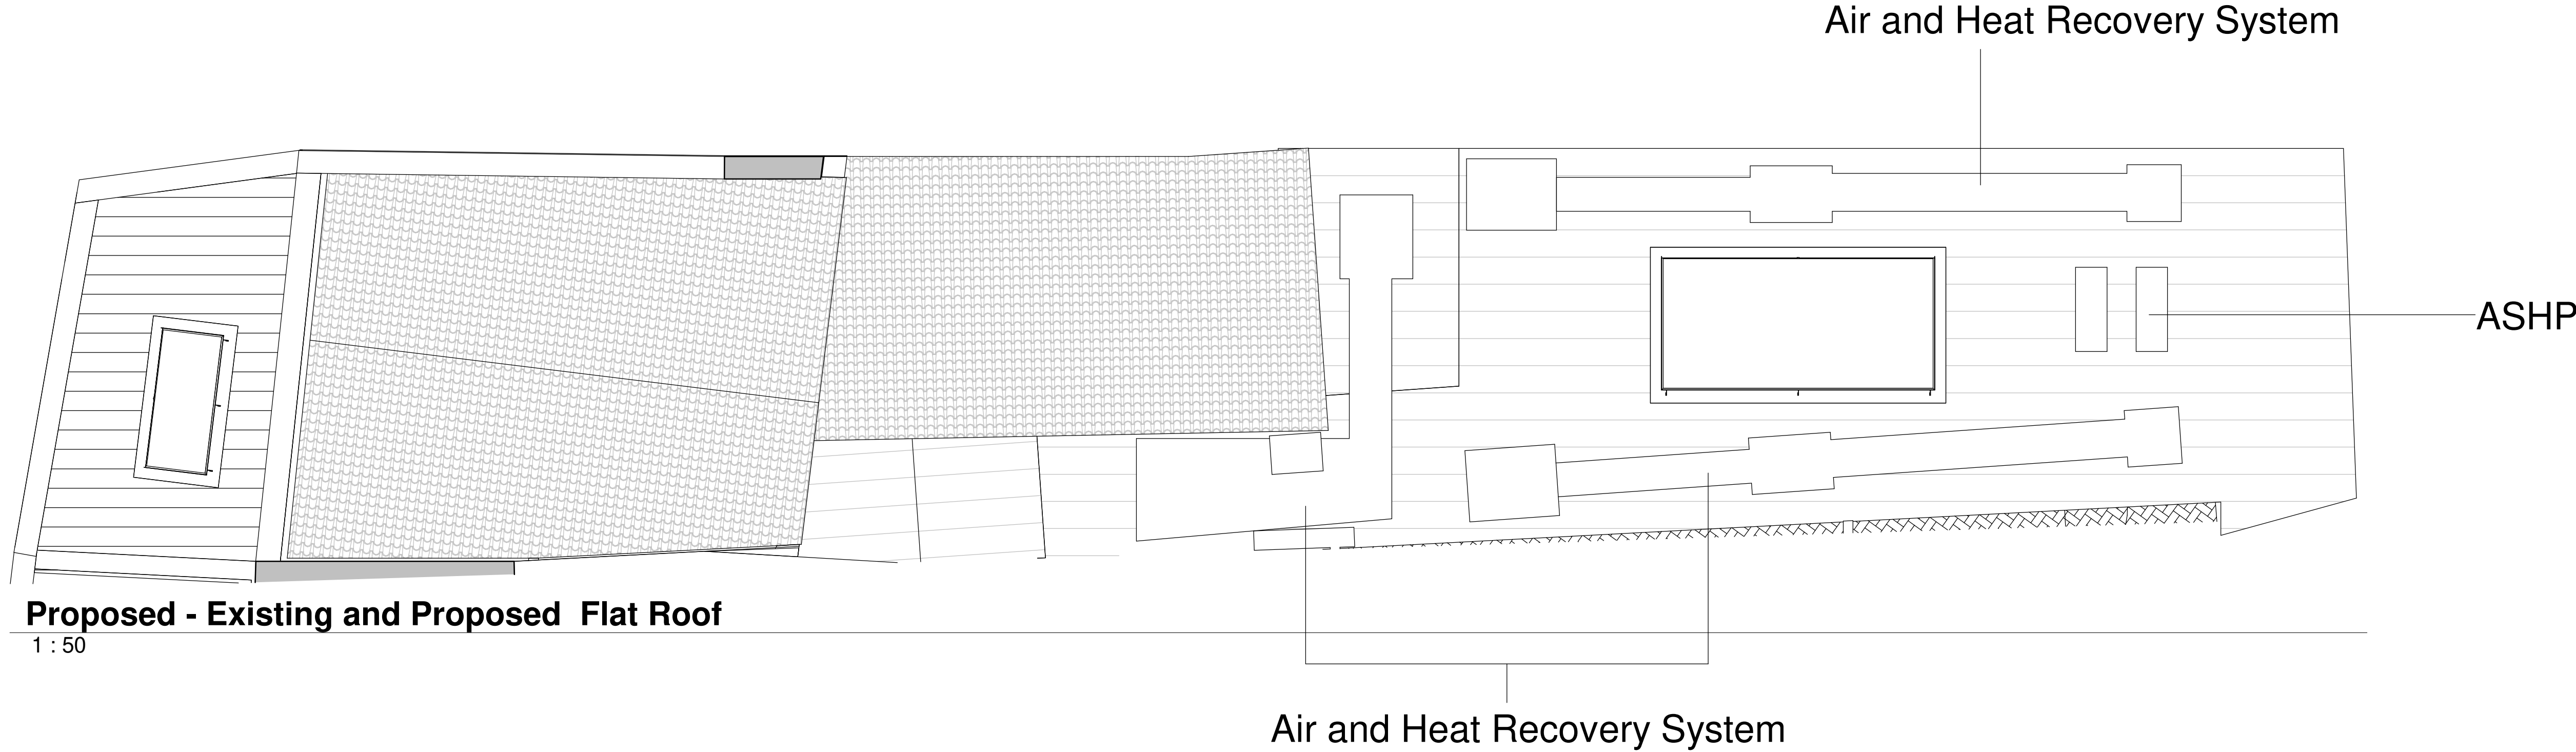 Air and Heat Recovery System
ASHP
Proposed - Existing and Proposed  Flat Roof
1 : 50
Air and Heat Recovery System